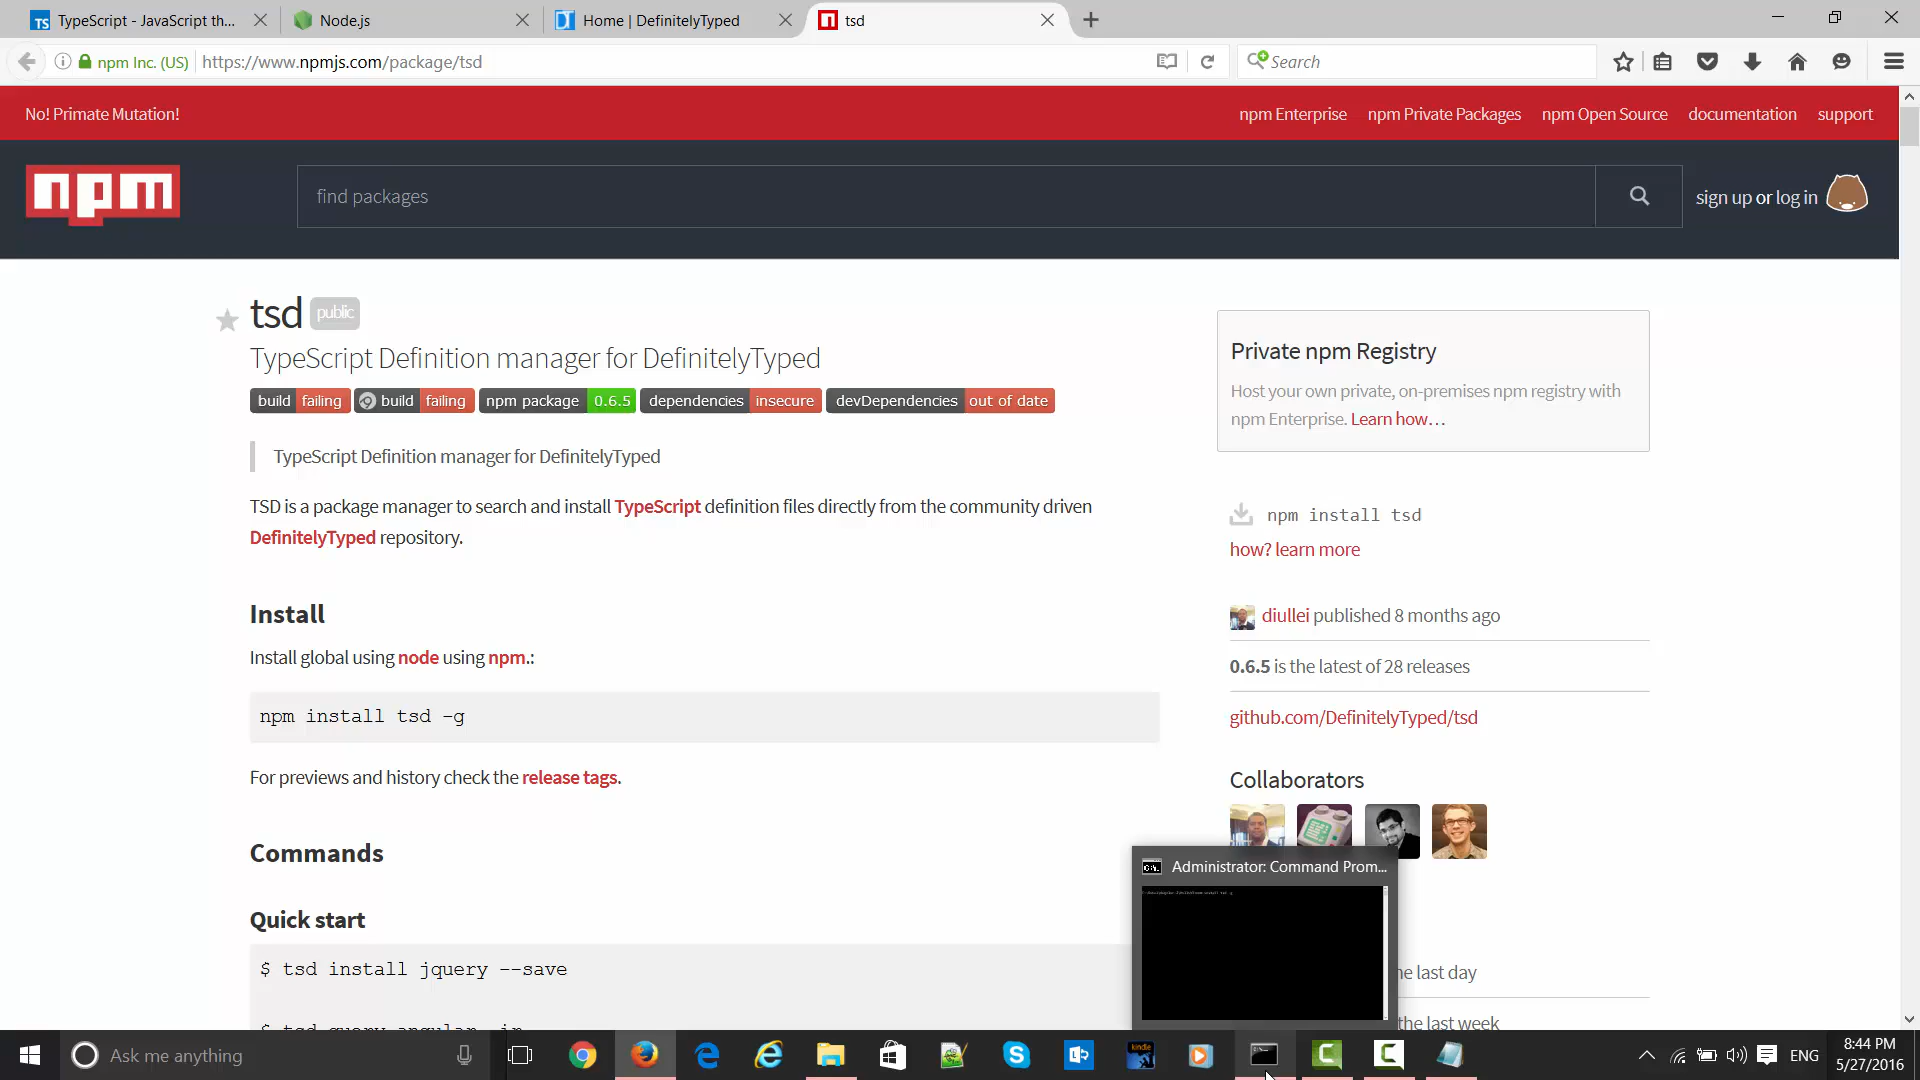 TypeScript - JavaScript th...
Node.js
Home | DefinitelyTyped
tsd
npm Inc. (US)
https://www.npmjs.com/package/tsd
Search
No! Primate Mutation!
npm Enterprise
npm Private Packages
npm Open Source
documentation
support
npm
find packages
sign up or log in
tsd public
TypeScript Definition manager for DefinitelyTyped
build failing
build failing
npm package 0.6.5
dependencies insecure
devDependencies out of date
TypeScript Definition manager for DefinitelyTyped
TSD is a package manager to search and install TypeScript definition files directly from the community driven
DefinitelyTyped repository.
Install
Install global using node using npm.:
npm install tsd -g
For previews and history check the release tags.
Commands
Quick start
$ tsd install jquery --save
Private npm Registry
Host your own private, on-premises npm registry with
npm Enterprise. Learn how...
npm install tsd
how? learn more
diullei published 8 months ago
0.6.5 is the latest of 28 releases
github.com/DefinitelyTyped/tsd
Collaborators
Administrator: Command Prom...
the last day
the last week
Ask me anything
ENG
8:44 PM
5/27/2016